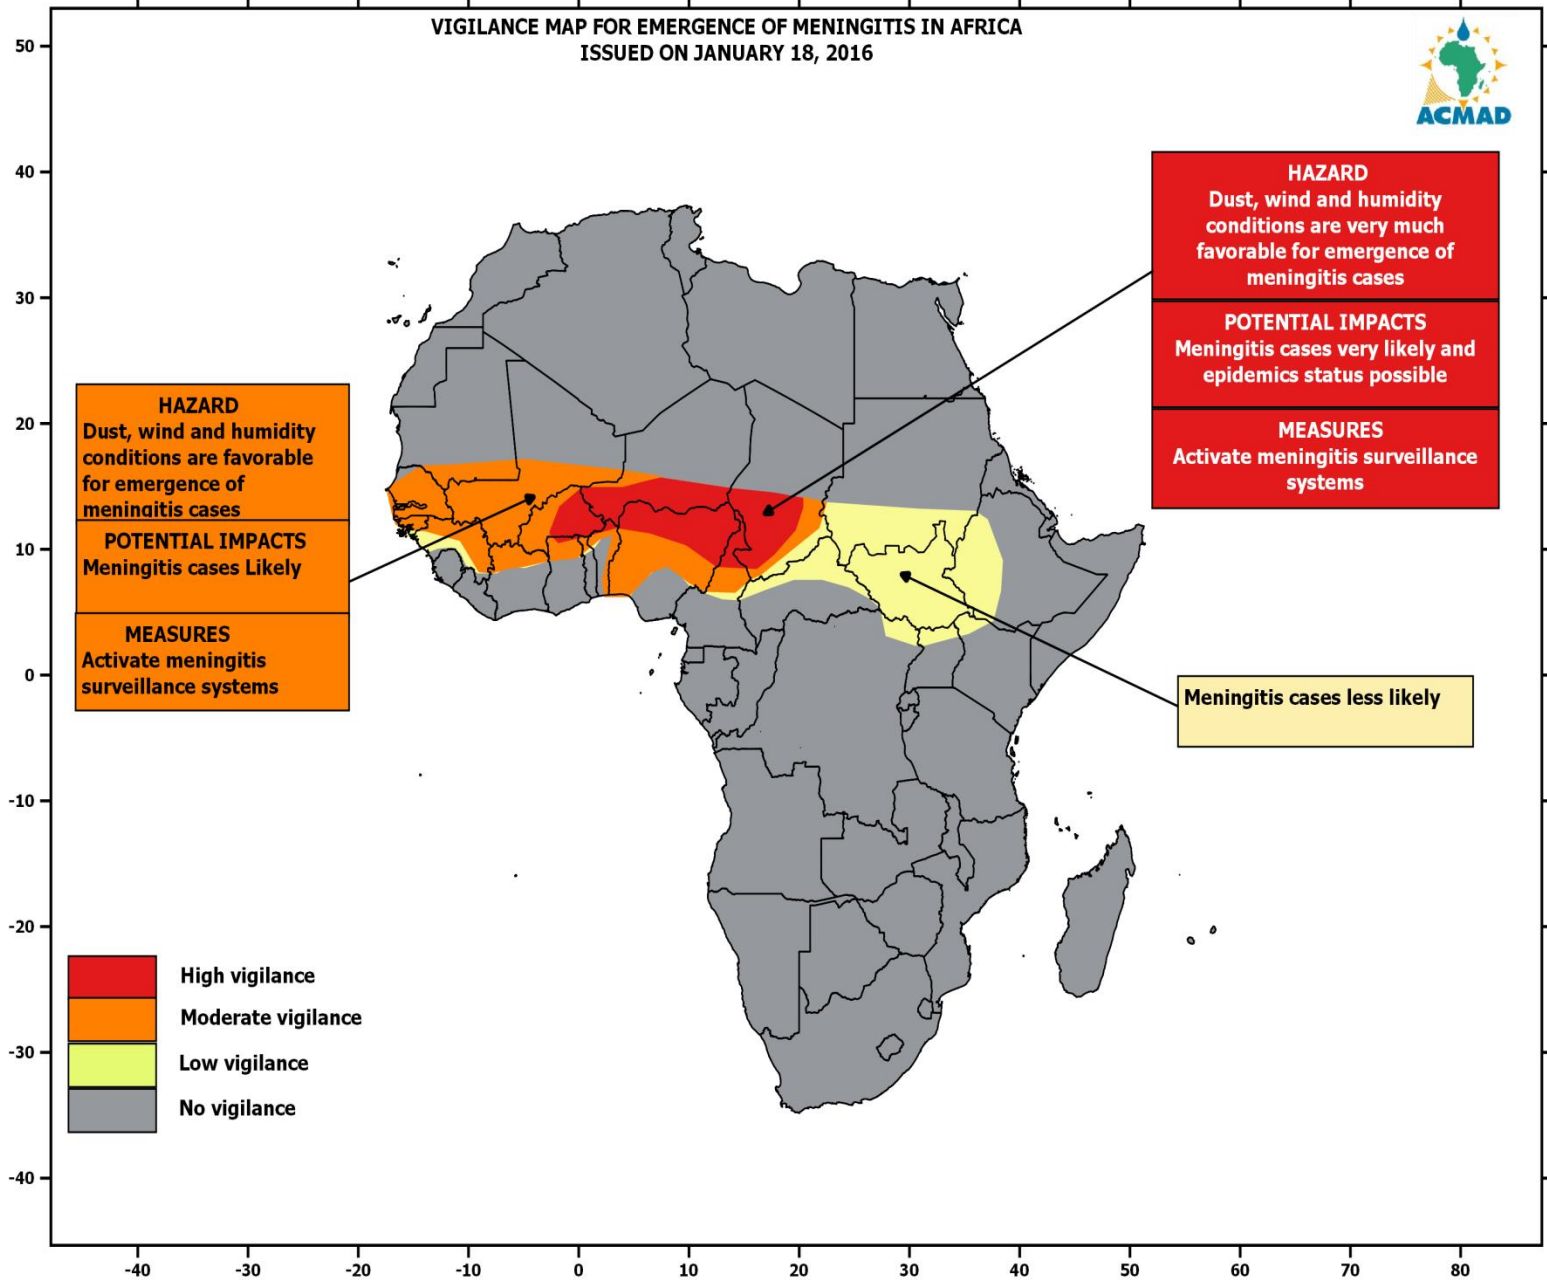 VIGILANCE MAP FOR EMERGENCE OF MENINGITIS IN AFRICA
ISSUED ON JANUARY 18, 2016
ACMAD
HAZARD
Dust, wind and humidity
conditions are very much
favorable for emergence of
meningitis cases
POTENTIAL IMPACTS
Meningitis cases very likely and
epidemics status possible
MEASURES
Activate meningitis surveillance
systems
HAZARD
Dust, wind and humidity
conditions are favorable
for emergence of
meningitis cases
POTENTIAL IMPACTS
Meningitis cases Likely
MEASURES
Activate meningitis
surveillance systems
Meningitis cases less likely
High vigilance
Moderate vigilance
Low vigilance
No vigilance
50
40
30
20
10
0
-10
-20
-30
-40
-40
-30
-20
-10
0
10
20
30
40
50
60
70
80